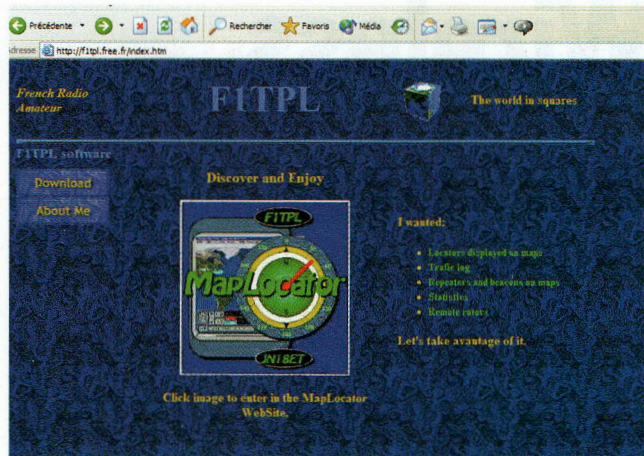 Précédente
Rechercher
Favoris
Média
dresse http://f1tpl.free.fr/index.htm
French Radio
Amateur
F1TPL
The world in squares
F1TPL software
Download
About Me
Discover and Enjoy
F1TPL
MapLocator
JN18ET
Click image to enter in the MapLocator
WebSite.
I wanted:
Locators displayed on maps
Trafic log
Repeaters and beacons on maps
Statistics
Remote rotors
Let's take avantage of it.